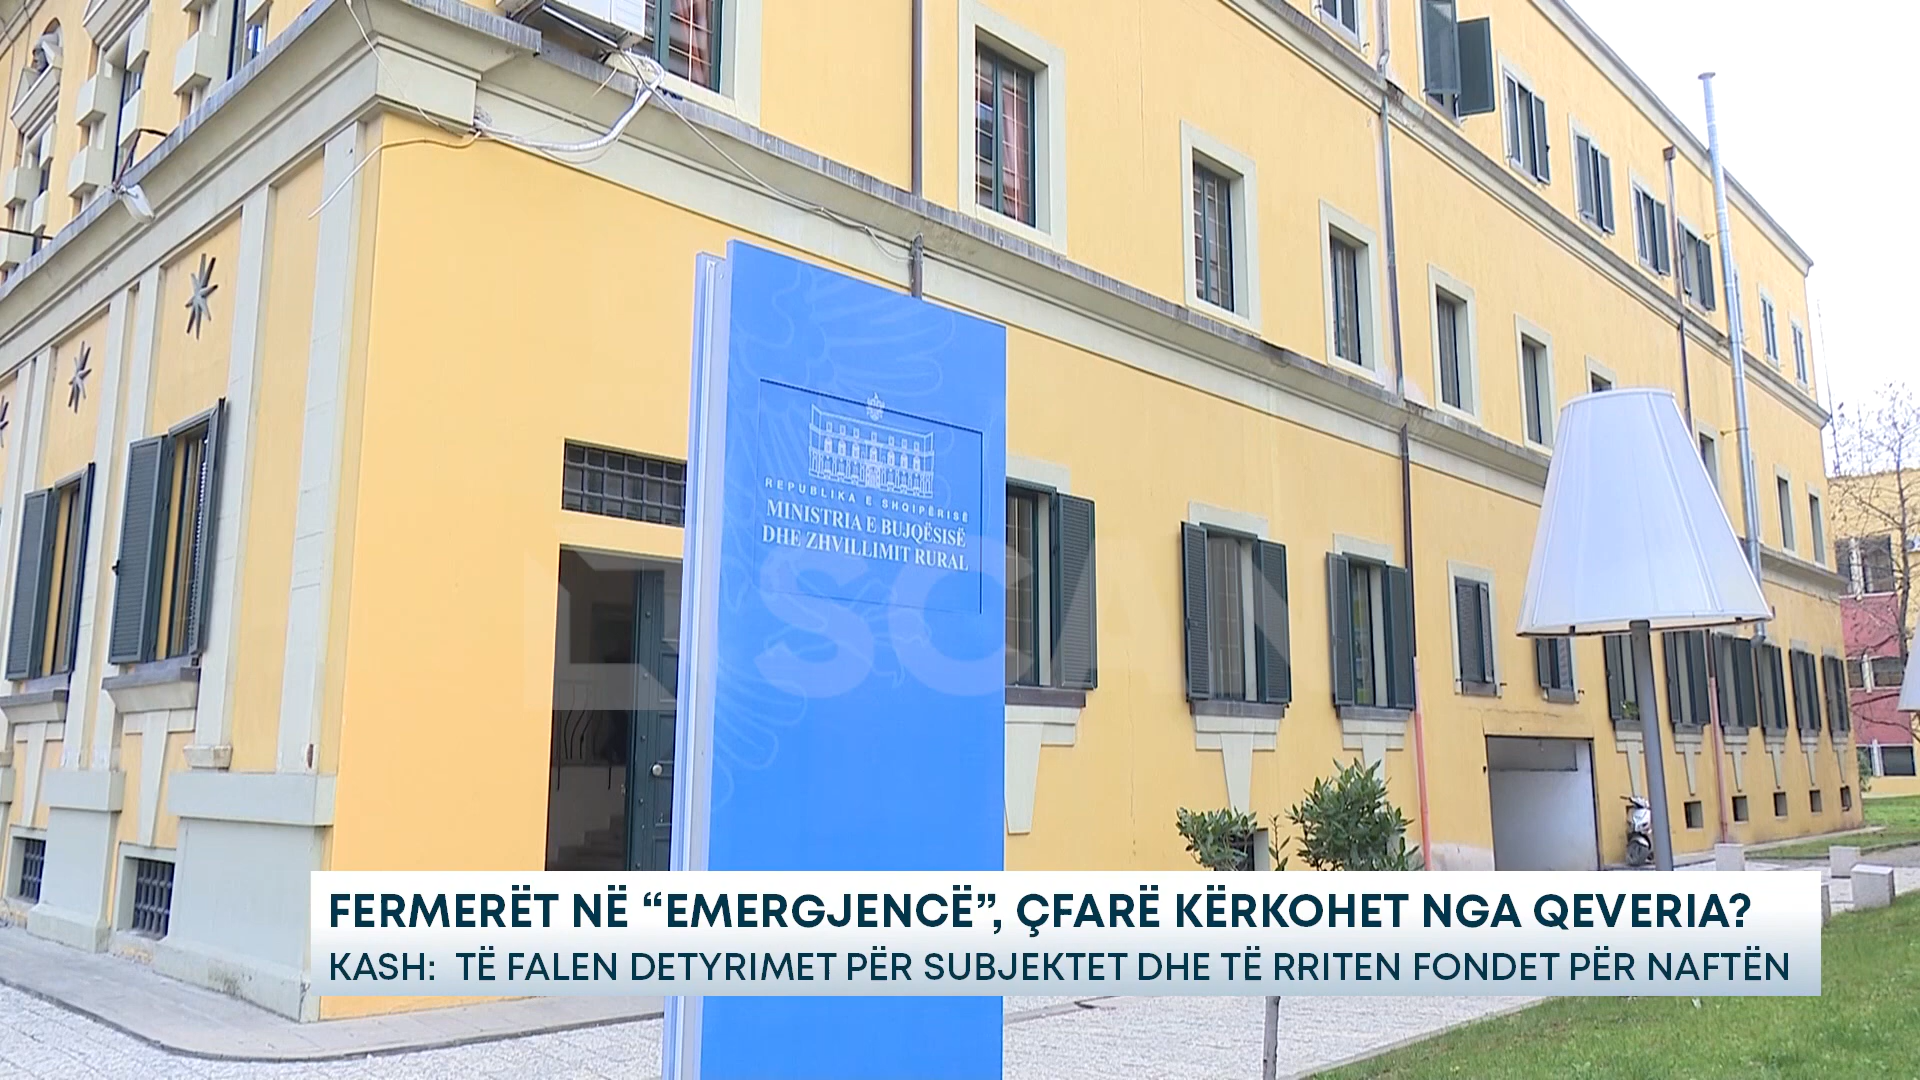 REPUBLIKA E SHQIPËRISË
MINISTRIA E BUJQËSISË
DHE ZHVILLIMIT RURAL
SCAN
FERMERËT NË “EMERGJENCË”, ÇFARË KËRKOHET NGA QEVERIA?
KASH: TË FALEN DETYRIMET PËR SUBJEKTET DHE TË RRITEN FONDET PËR NAFTËN